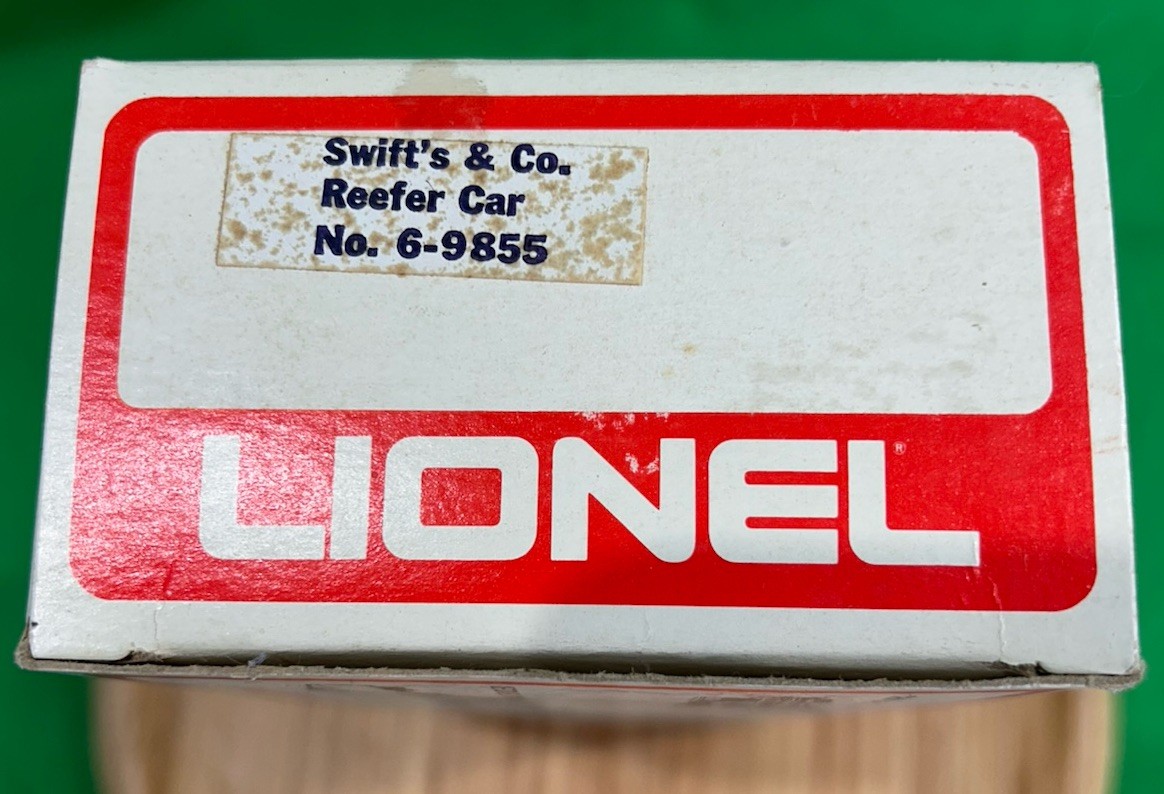 Swift's & Co.
Reefer Car
No. 6-9855
LIONEL®